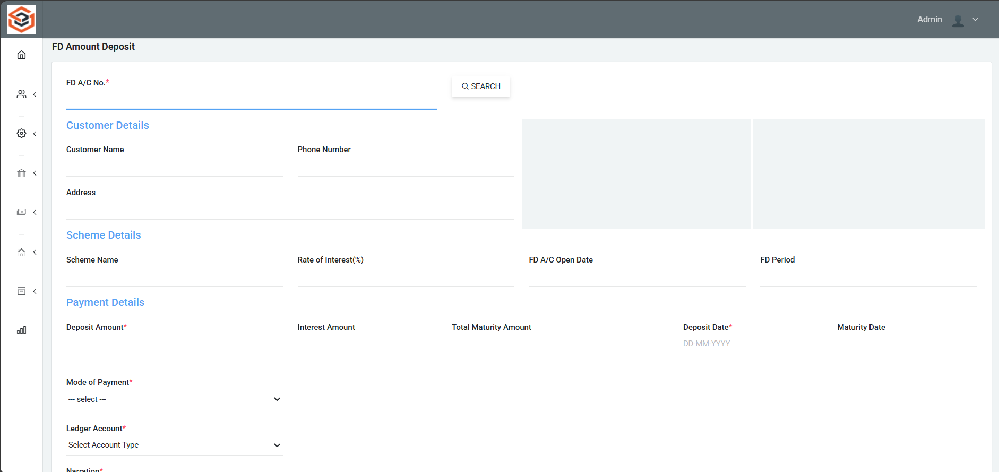 Admin
FD Amount Deposit
FD A/C No.*
SEARCH
Customer Details
Customer Name
Phone Number
Address
Scheme Details
Scheme Name
Rate of Interest(%)
FD A/C Open Date
FD Period
Payment Details
Deposit Amount*
Interest Amount
Total Maturity Amount
Deposit Date*
Maturity Date
DD-MM-YYYY
Mode of Payment*
--- select ---
Ledger Account*
Select Account Type
Narration*